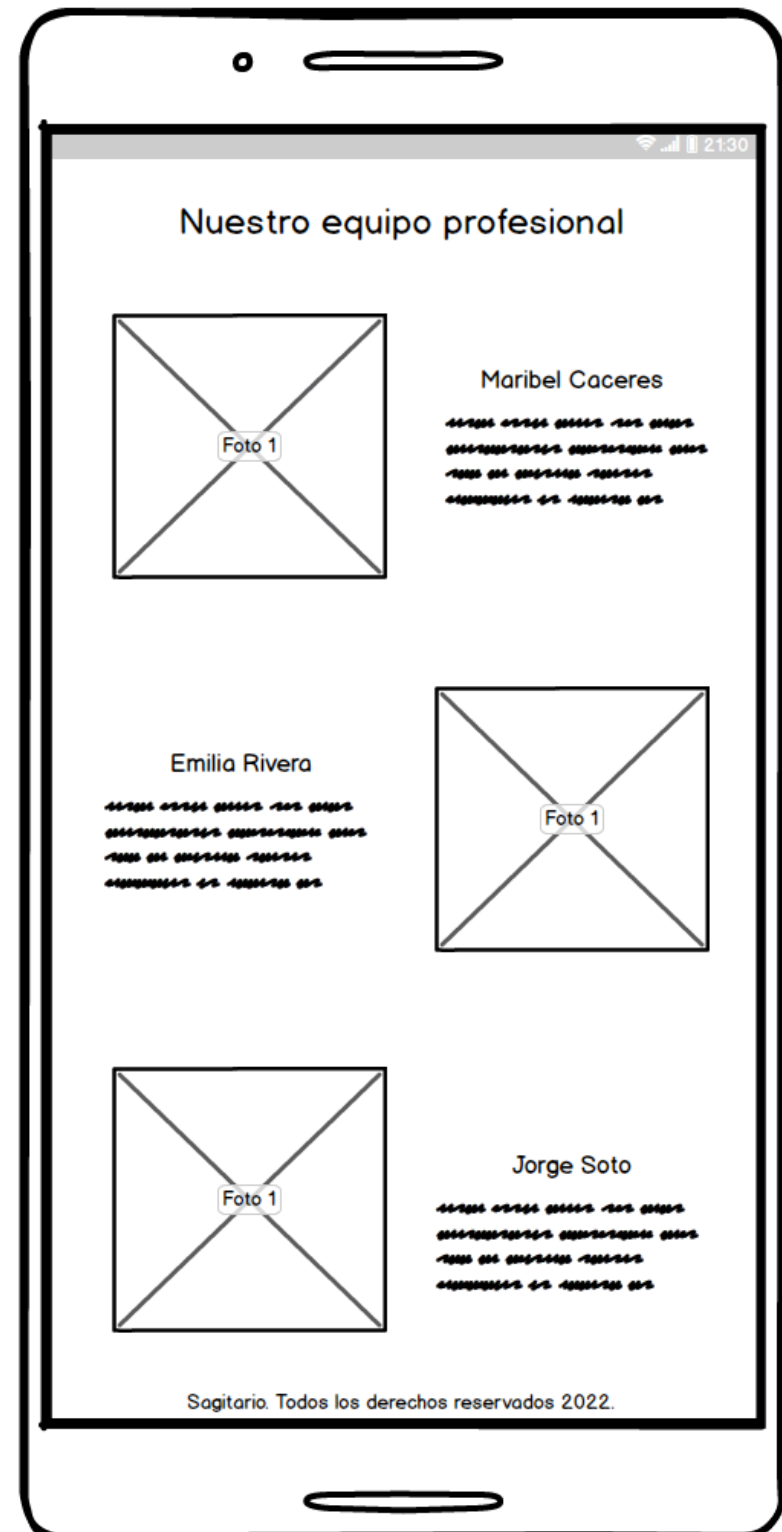 21:30
Nuestro equipo profesional
Foto 1
Maribel Caceres
Emilia Rivera
Foto 1
Foto 1
Jorge Soto
Sagitario. Todos los derechos reservados 2022.